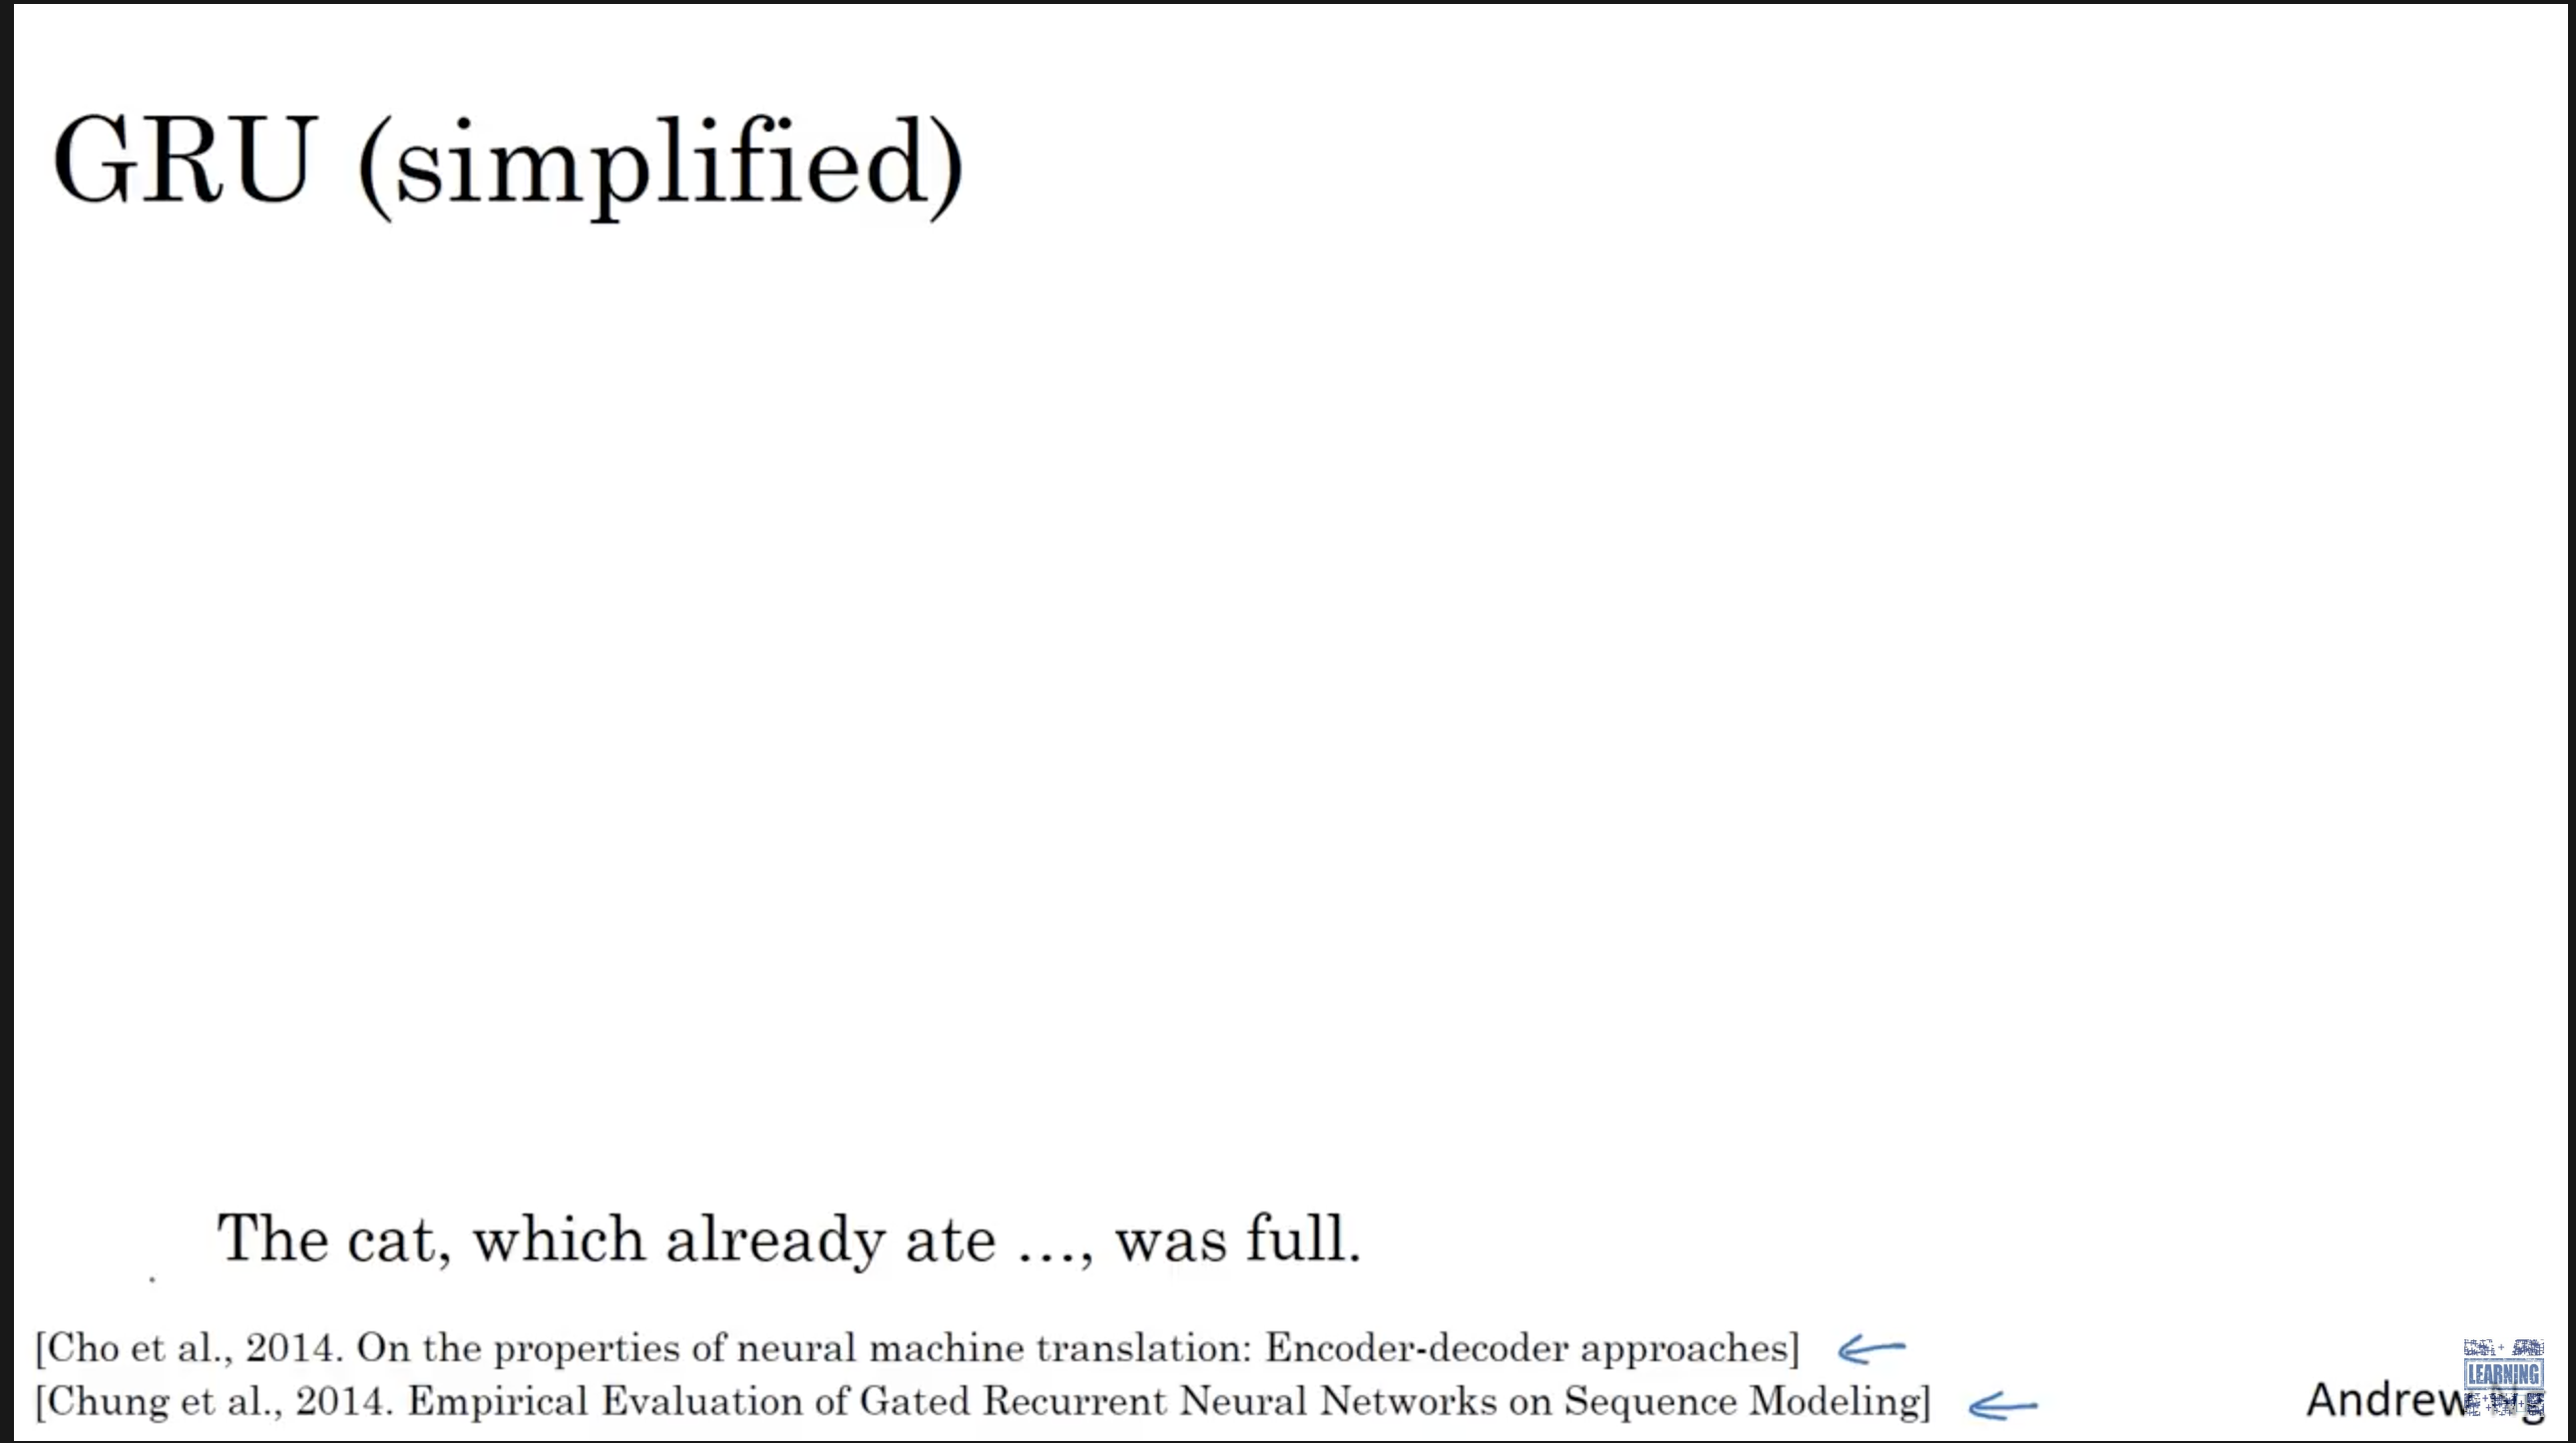 GRU (simplified)
The cat, which already ate ..., was full.
[Cho et al., 2014. On the properties of neural machine translation: Encoder-decoder approaches]
[Chung et al., 2014. Empirical Evaluation of Gated Recurrent Neural Networks on Sequence Modeling]
Andrew
LEARNING